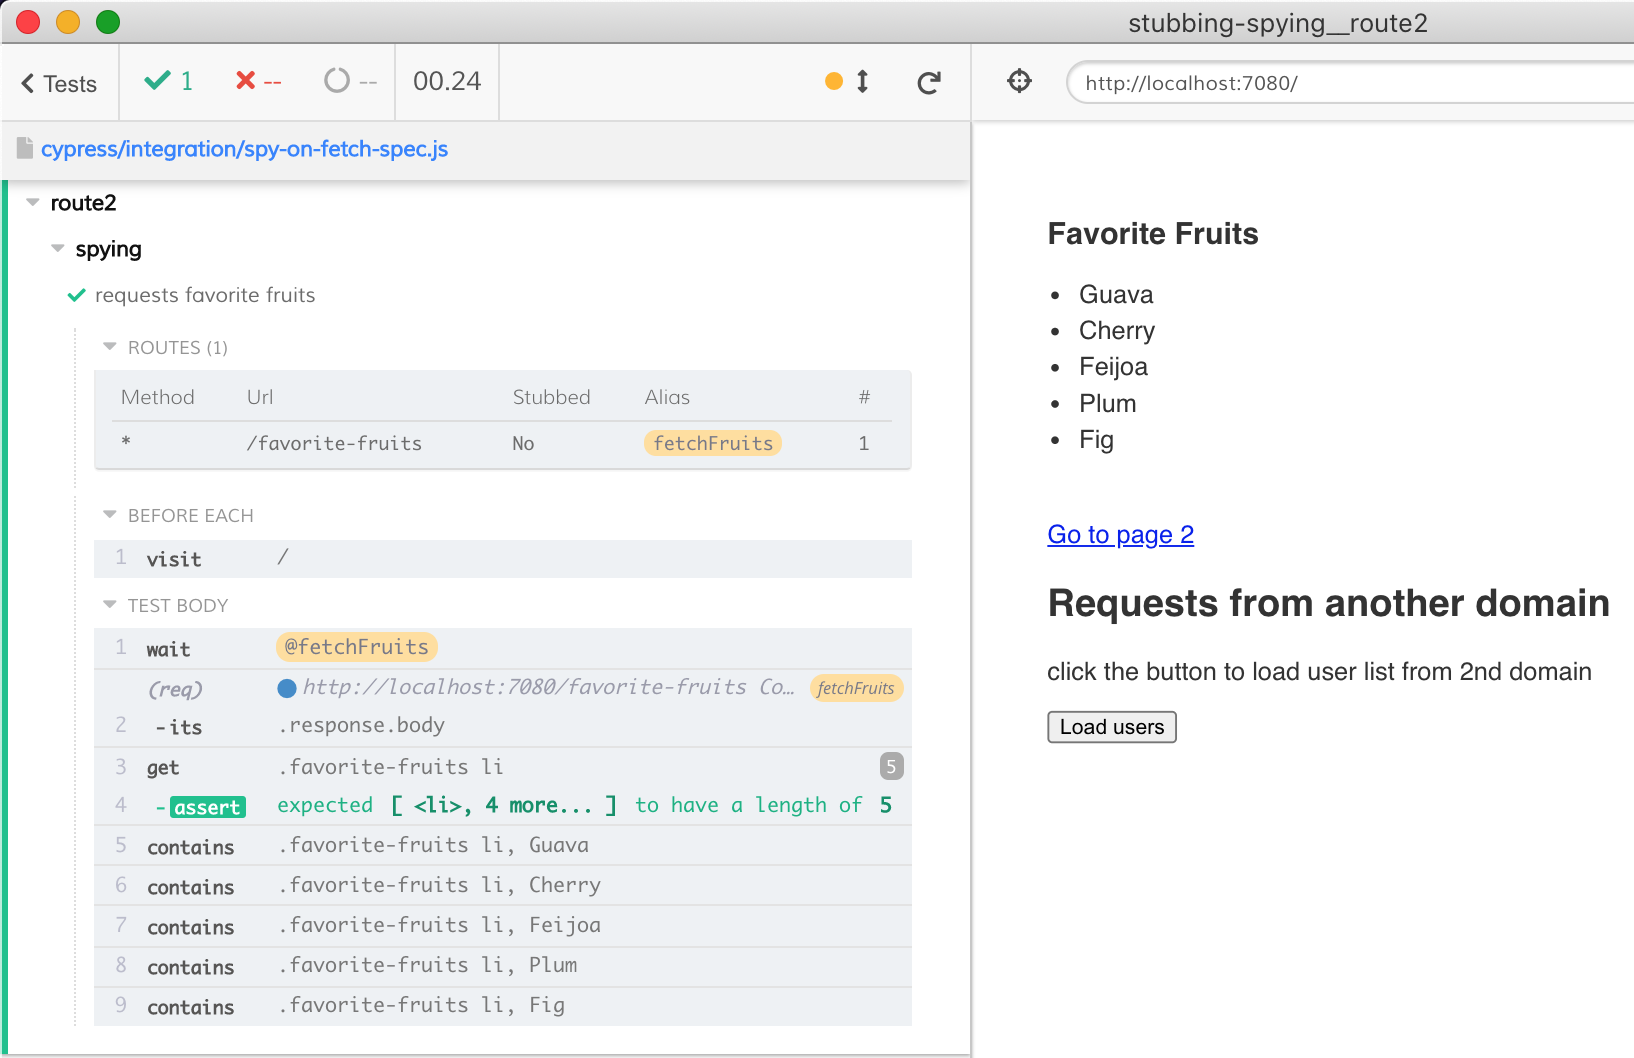 stubbing-spying__route2
Tests 1 -- -- 00.24
http://localhost:7080/
cypress/integration/spy-on-fetch-spec.js
route2
spying
requests favorite fruits
ROUTES (1)
Method Url Stubbed Alias #
* /favorite-fruits No fetchFruits 1
BEFORE EACH
1 visit /
TEST BODY
1 wait @fetchFruits
(req) http://localhost:7080/favorite-fruits Co… fetchFruits
2 -its .response.body
3 get .favorite-fruits li 5
4 -assert expected [ <li>, 4 more... ] to have a length of 5
5 contains .favorite-fruits li, Guava
6 contains .favorite-fruits li, Cherry
7 contains .favorite-fruits li, Feijoa
8 contains .favorite-fruits li, Plum
9 contains .favorite-fruits li, Fig
Favorite Fruits
• Guava
• Cherry
• Feijoa
• Plum
• Fig
Go to page 2
Requests from another domain
click the button to load user list from 2nd domain
Load users